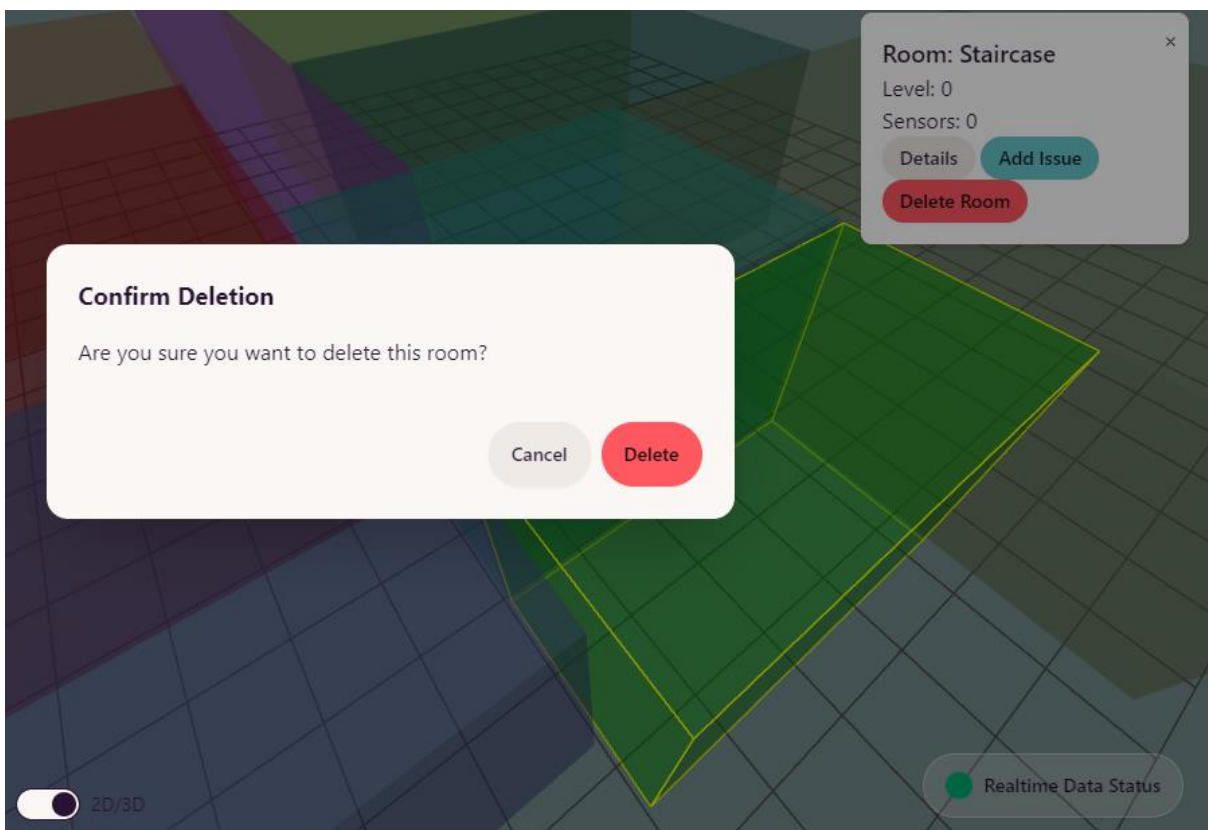 ×
Room: Staircase
Level: 0
Sensors: 0
Details Add Issue
Delete Room
Confirm Deletion
Are you sure you want to delete this room?
Cancel Delete
Realtime Data Status
2D/3D